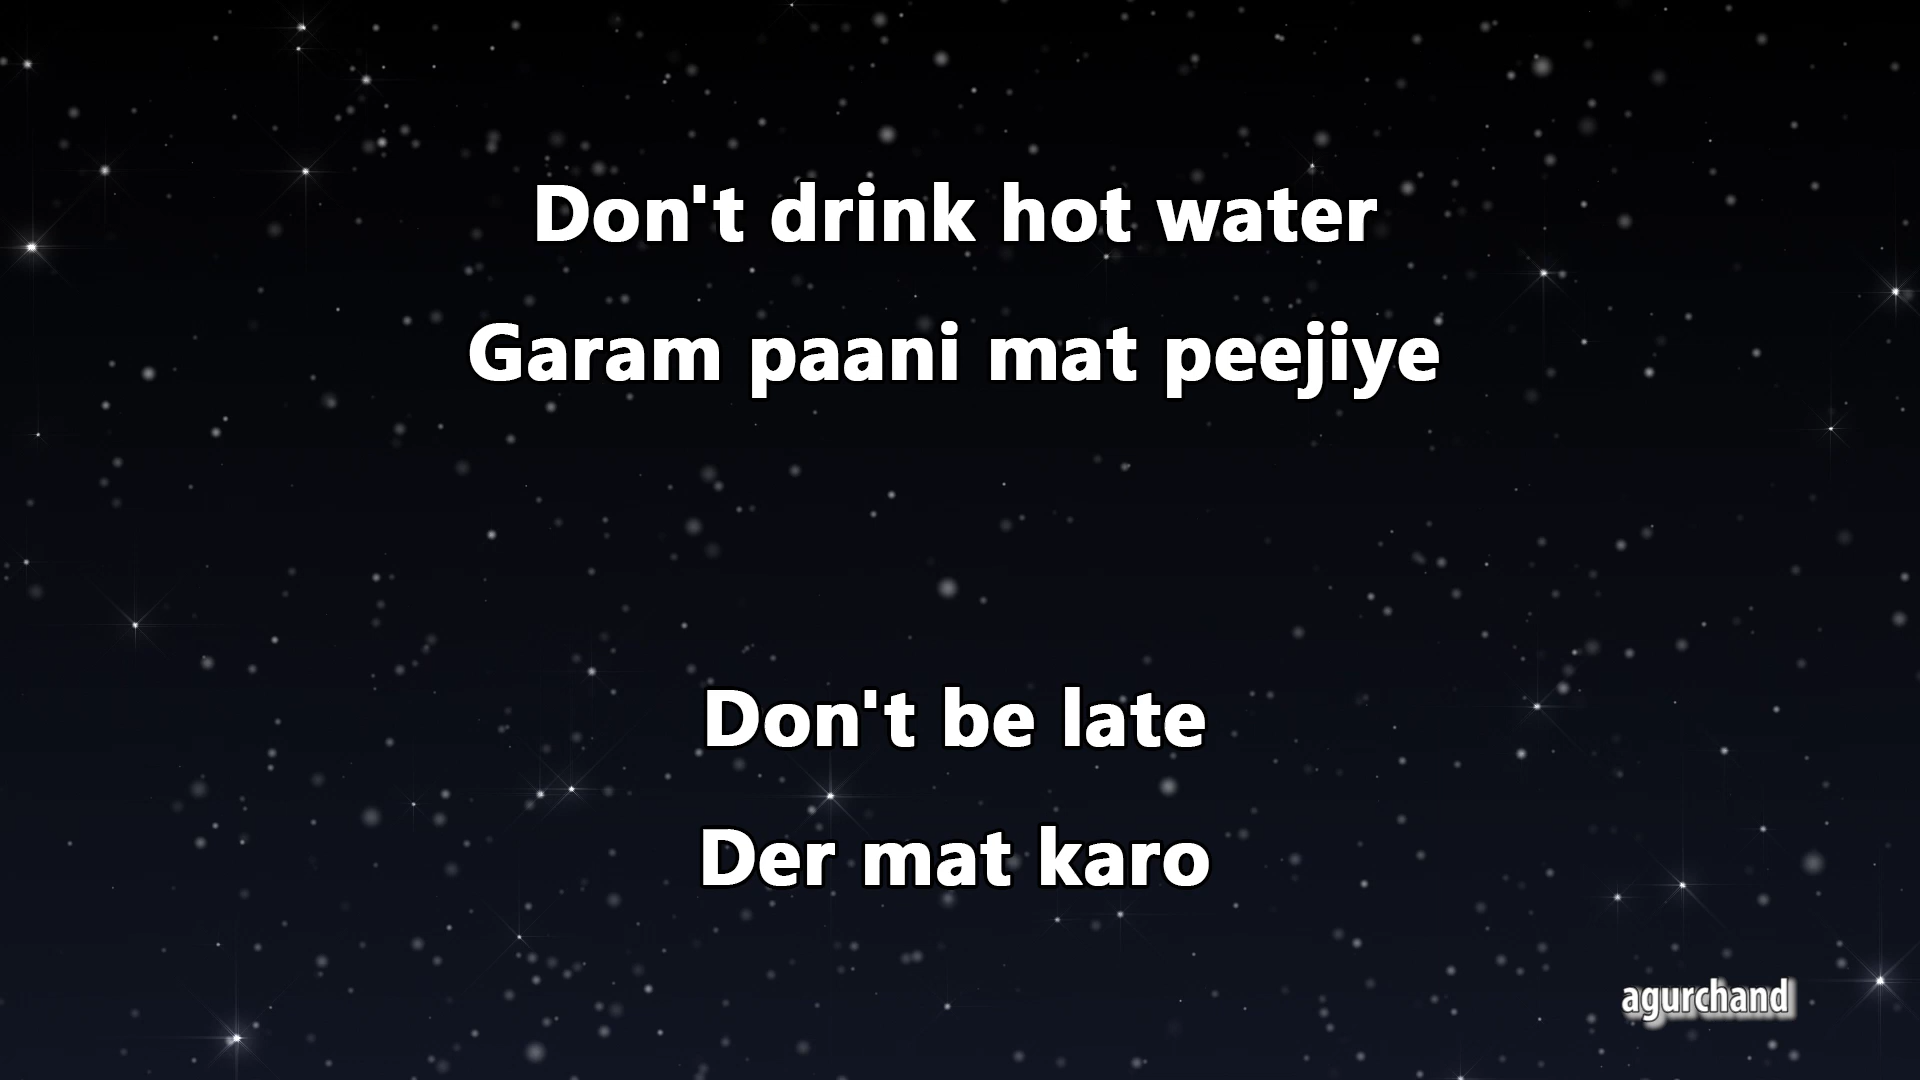 Don't drink hot water
Garam paani mat peejiye
Don't be late
Der mat karo
agurchand